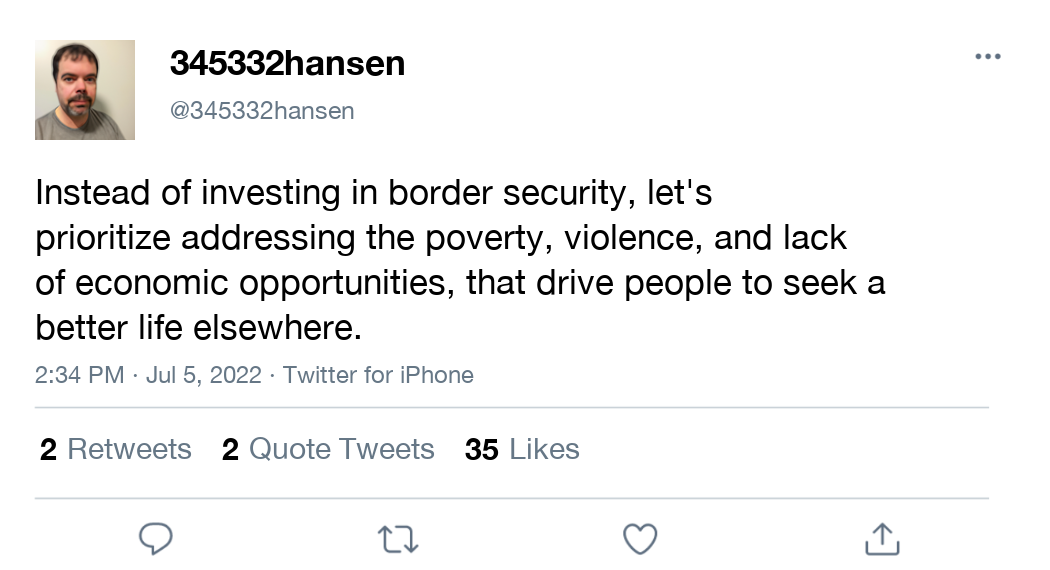 345332hansen
@345332hansen
Instead of investing in border security, let's
prioritize addressing the poverty, violence, and lack
of economic opportunities, that drive people to seek a
better life elsewhere.
2:34 PM · Jul 5, 2022 · Twitter for iPhone
2 Retweets 2 Quote Tweets 35 Likes